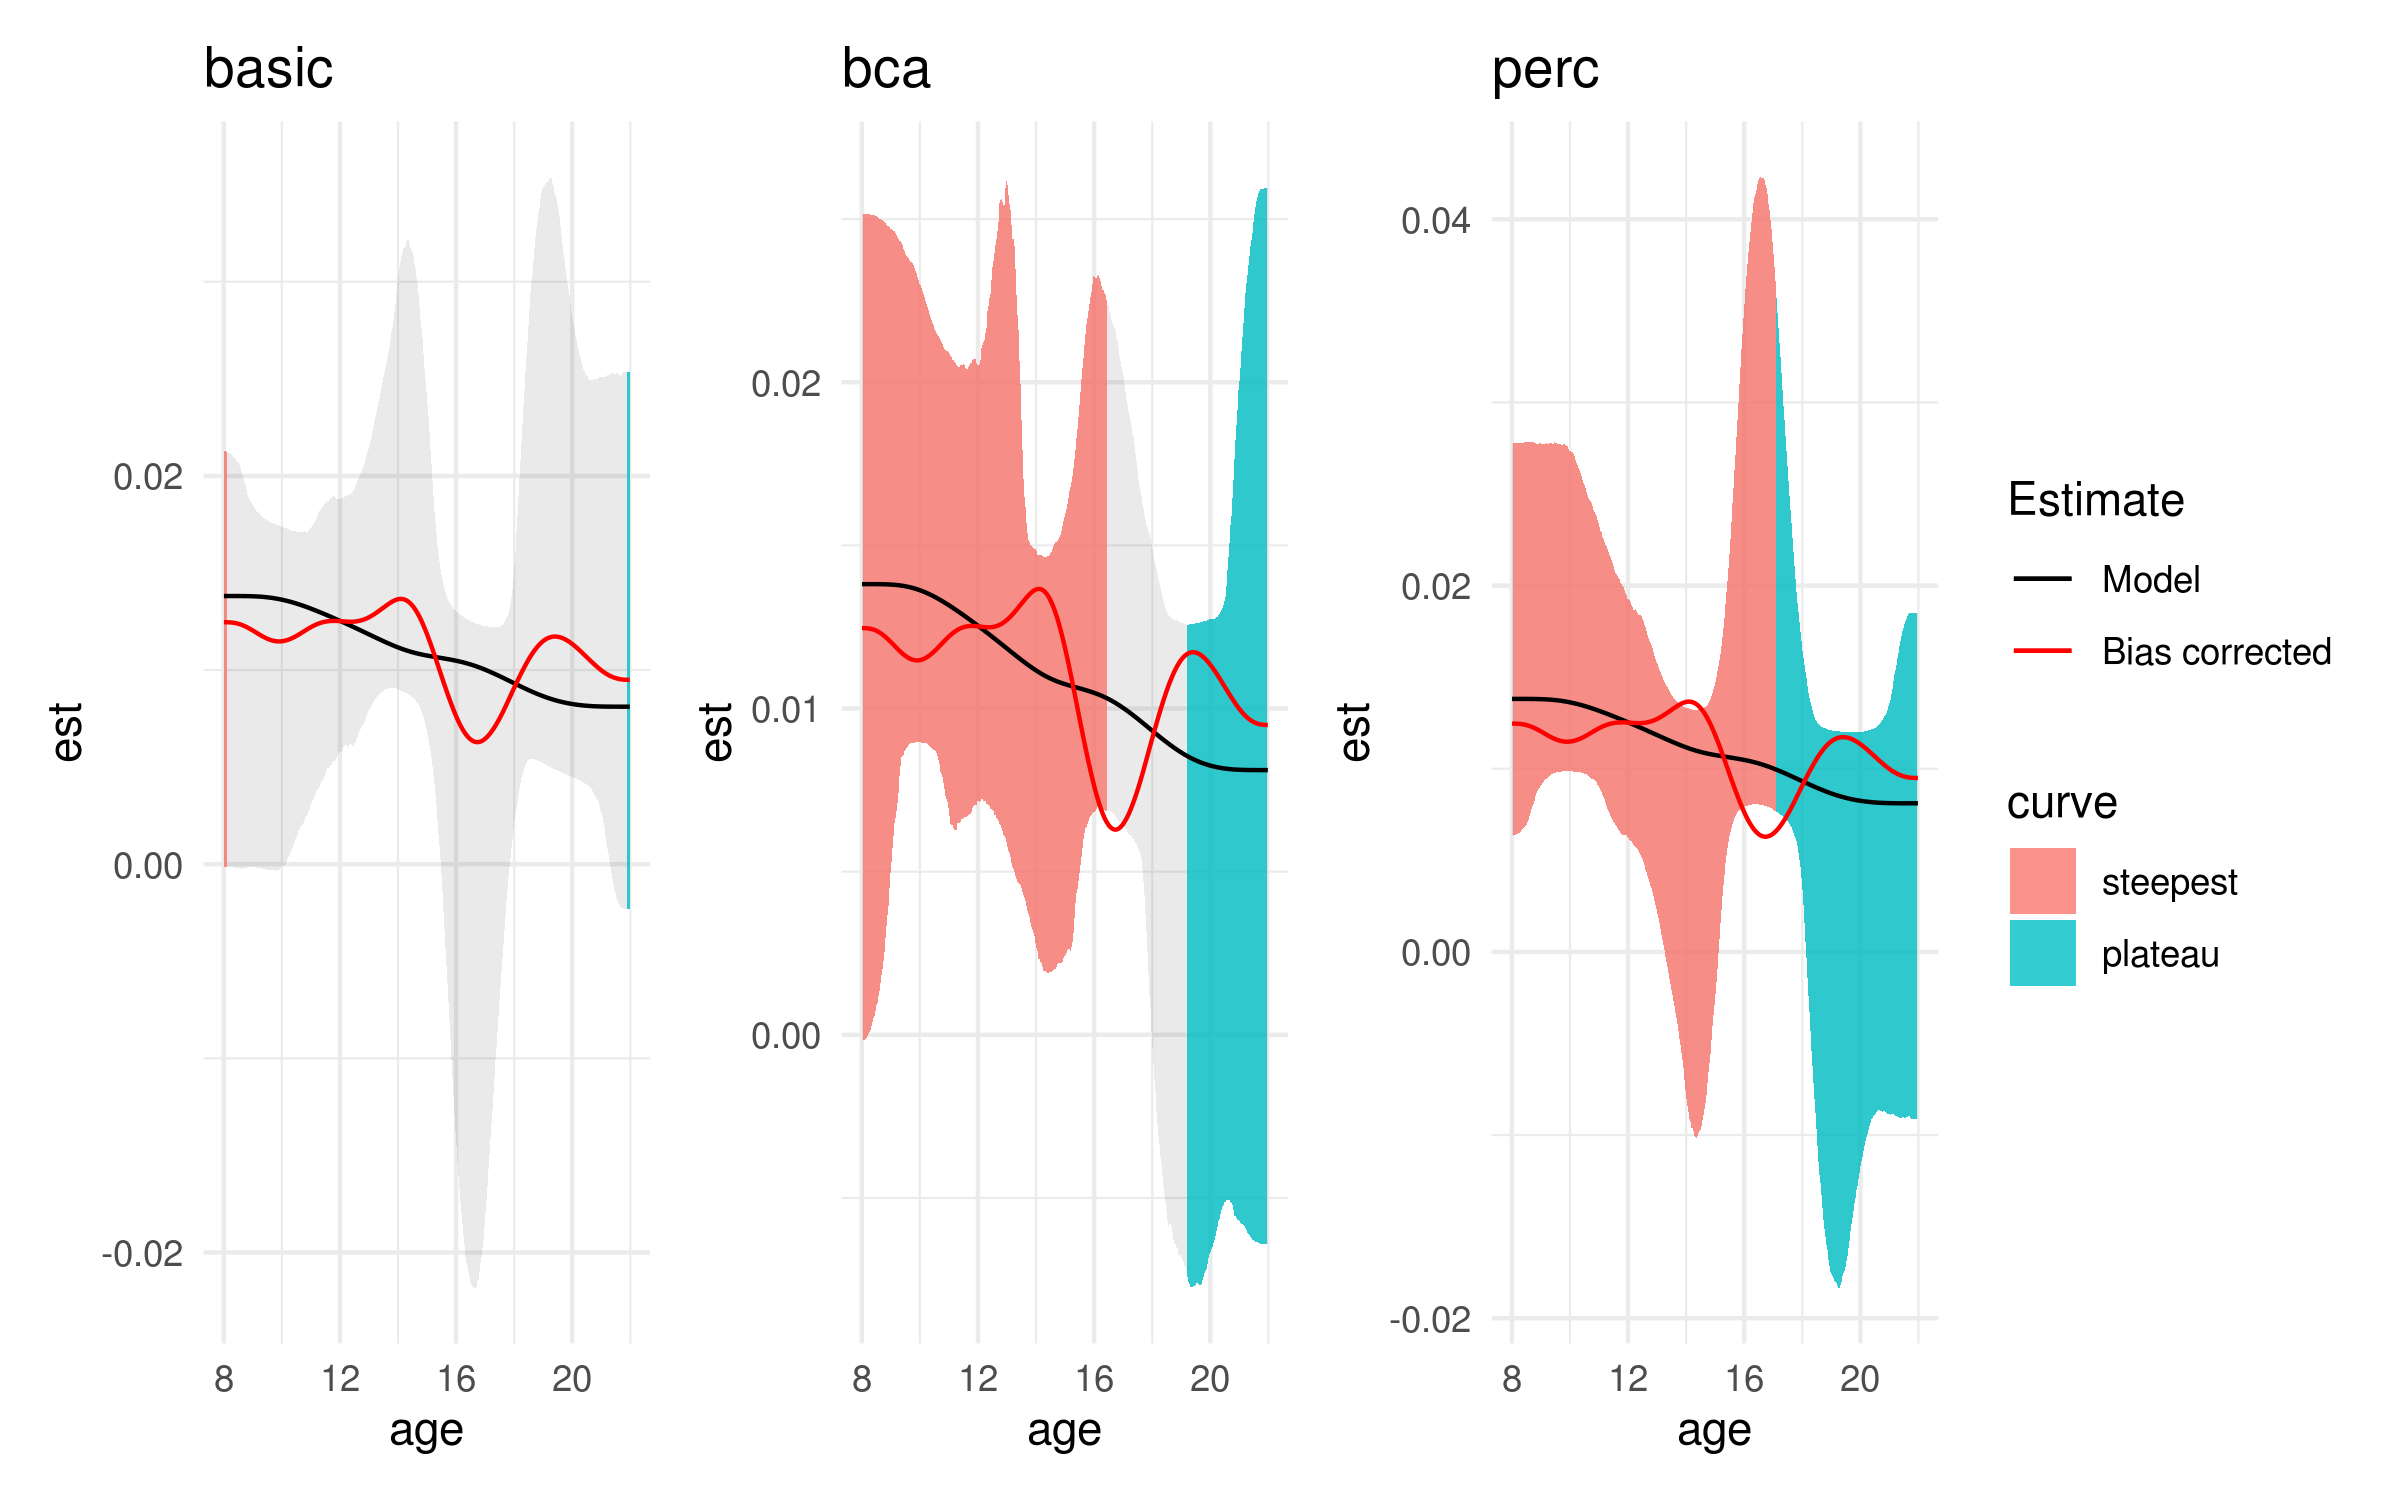 basic
bca
perc
est
0.02
0.00
-0.02
8 12 16 20
age
est
0.02
0.01
0.00
8 12 16 20
age
est
0.04
0.02
0.00
-0.02
8 12 16 20
age
Estimate
Model
Bias corrected
curve
steepest
plateau